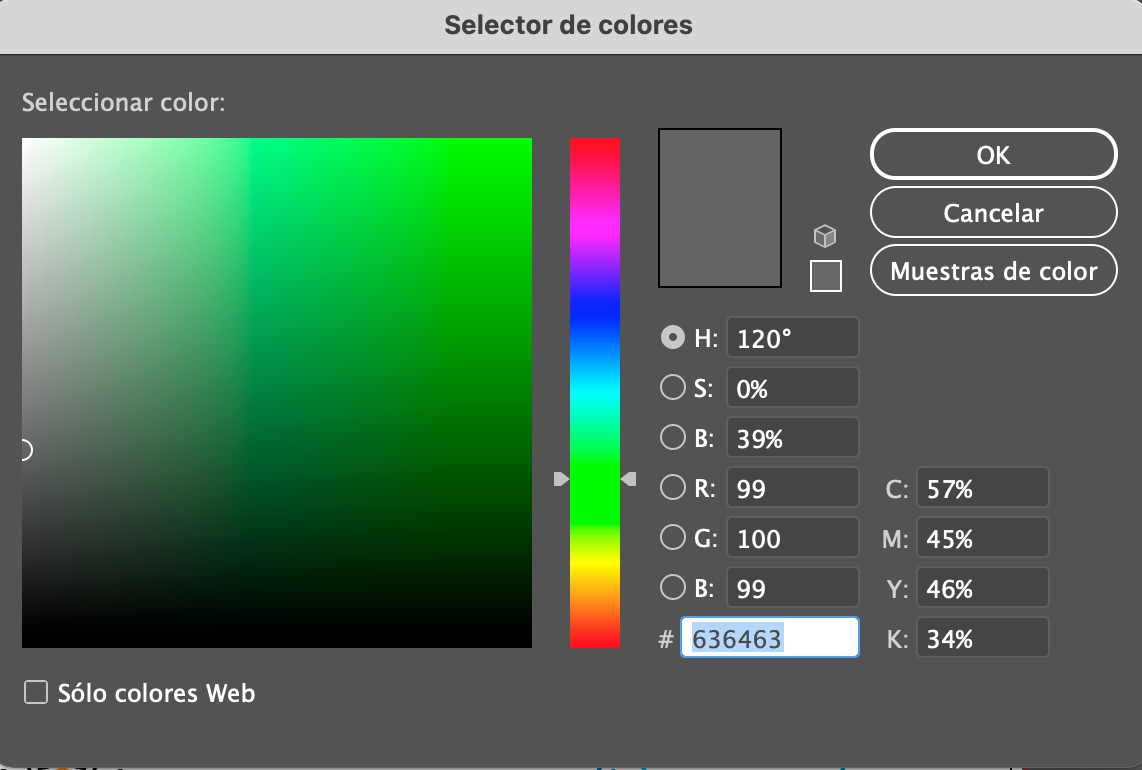 Selector de colores
Seleccionar color:
OK
Cancelar
Muestras de color
H: 120°
S: 0%
B: 39%
R: 99
C: 57%
G: 100
M: 45%
B: 99
Y: 46%
# 636463
K: 34%
Sólo colores Web